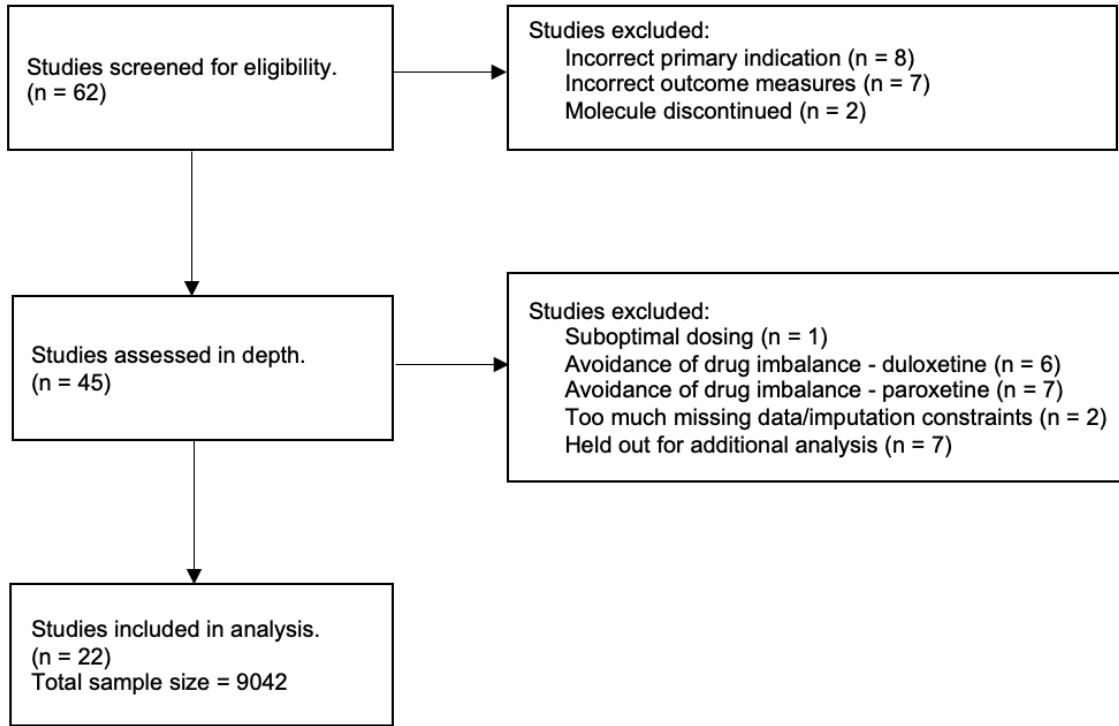 Studies screened for eligibility.
(n = 62)
Studies excluded:
Incorrect primary indication (n = 8)
Incorrect outcome measures (n = 7)
Molecule discontinued (n = 2)
Studies assessed in depth.
(n = 45)
Studies excluded:
Suboptimal dosing (n = 1)
Avoidance of drug imbalance - duloxetine (n = 6)
Avoidance of drug imbalance - paroxetine (n = 7)
Too much missing data/imputation constraints (n = 2)
Held out for additional analysis (n = 7)
Studies included in analysis.
(n = 22)
Total sample size = 9042